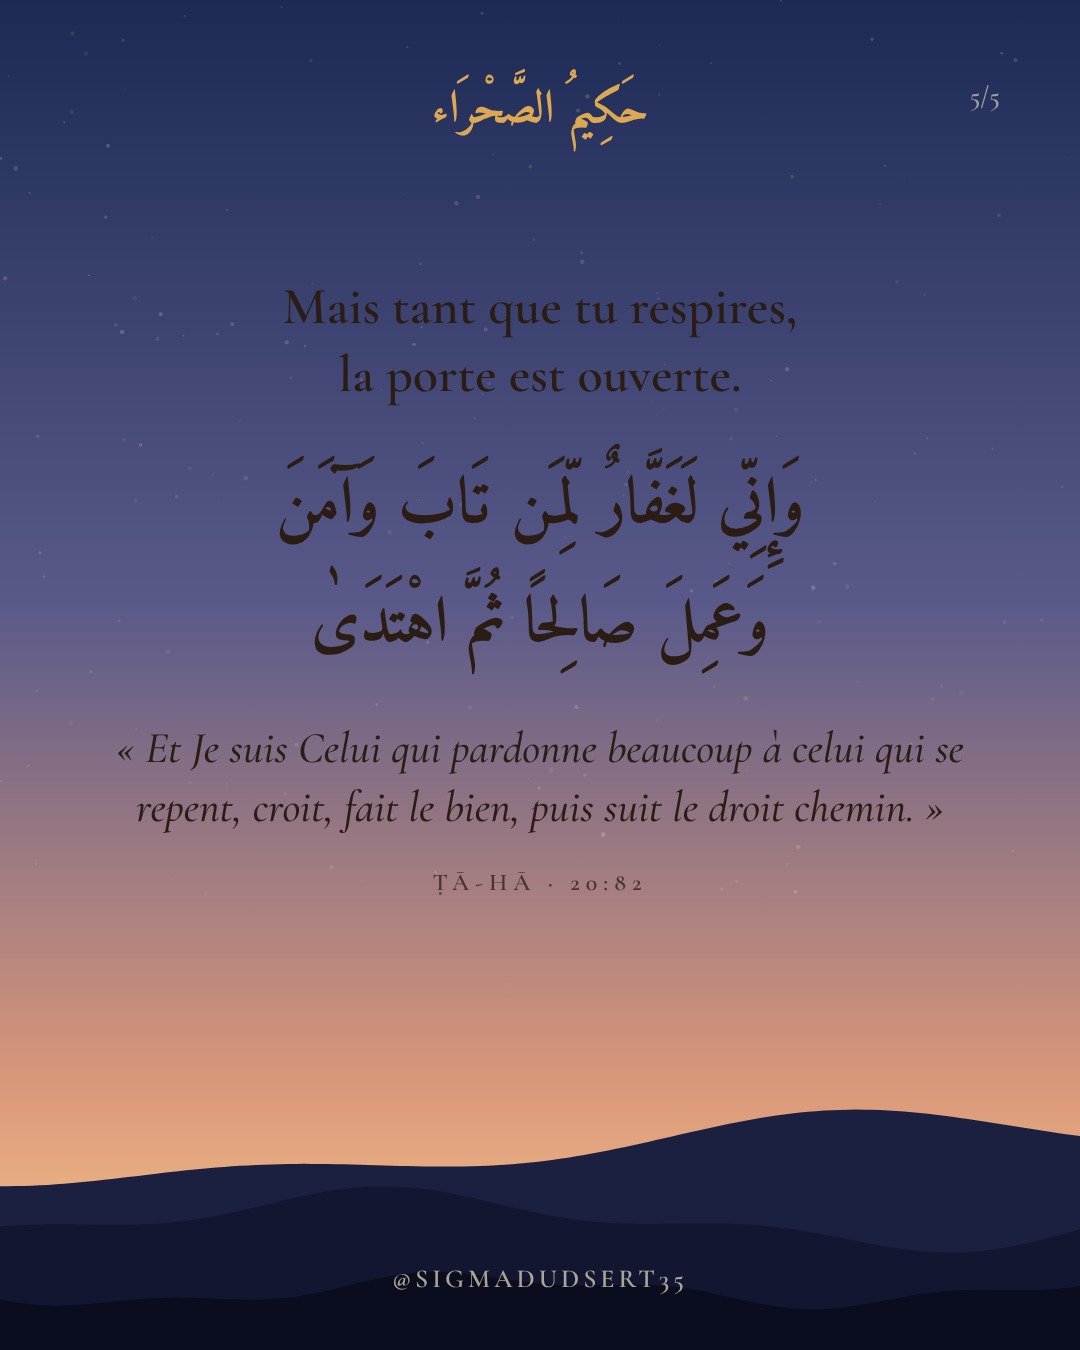 حَكِيمُ الصَّحْرَاء
5/5
Mais tant que tu respires,
la porte est ouverte.
وَإِنِّي لَغَفَّارٌ لِّمَن تَابَ وَآمَنَ
وَعَمِلَ صَالِحًا ثُمَّ اهْتَدَىٰ
« Et Je suis Celui qui pardonne beaucoup à celui qui se
repent, croit, fait le bien, puis suit le droit chemin. »
ṬĀ-HĀ · 20:82
@SIGMADUDSERT35